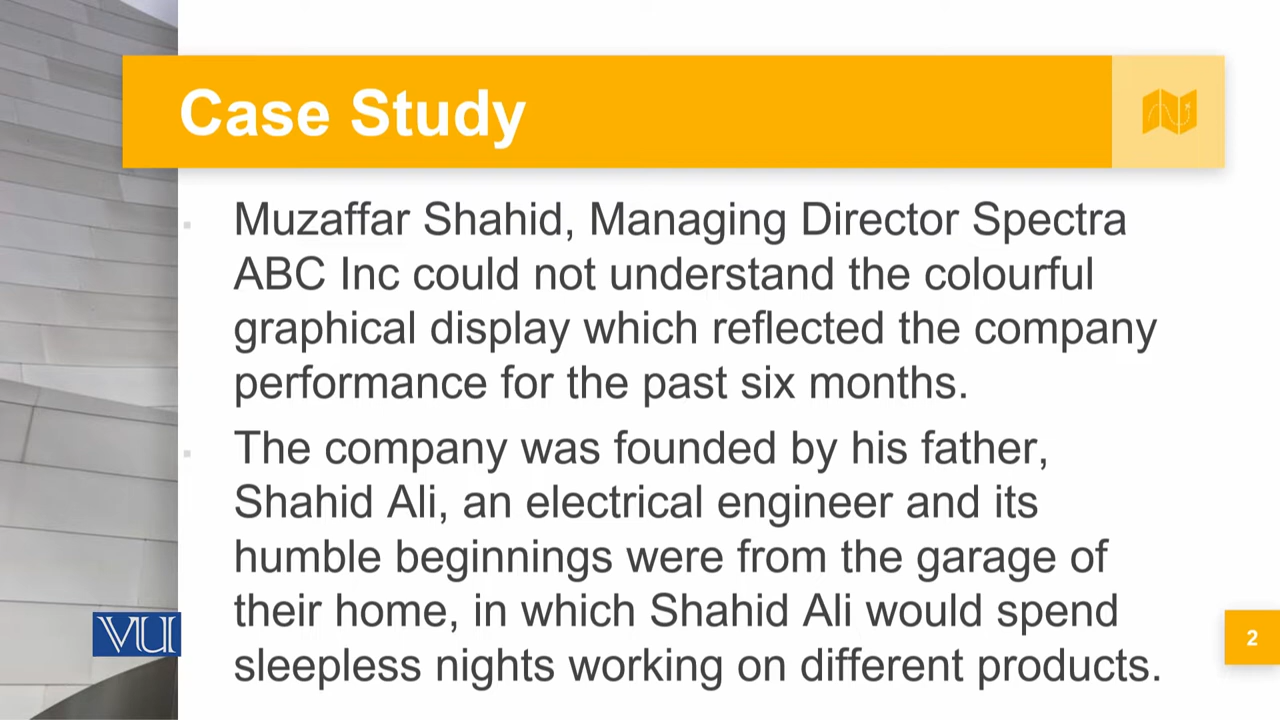 Case Study
Muzaffar Shahid, Managing Director Spectra
ABC Inc could not understand the colourful
graphical display which reflected the company
performance for the past six months.
The company was founded by his father,
Shahid Ali, an electrical engineer and its
humble beginnings were from the garage of
their home, in which Shahid Ali would spend
sleepless nights working on different products.
VU
2